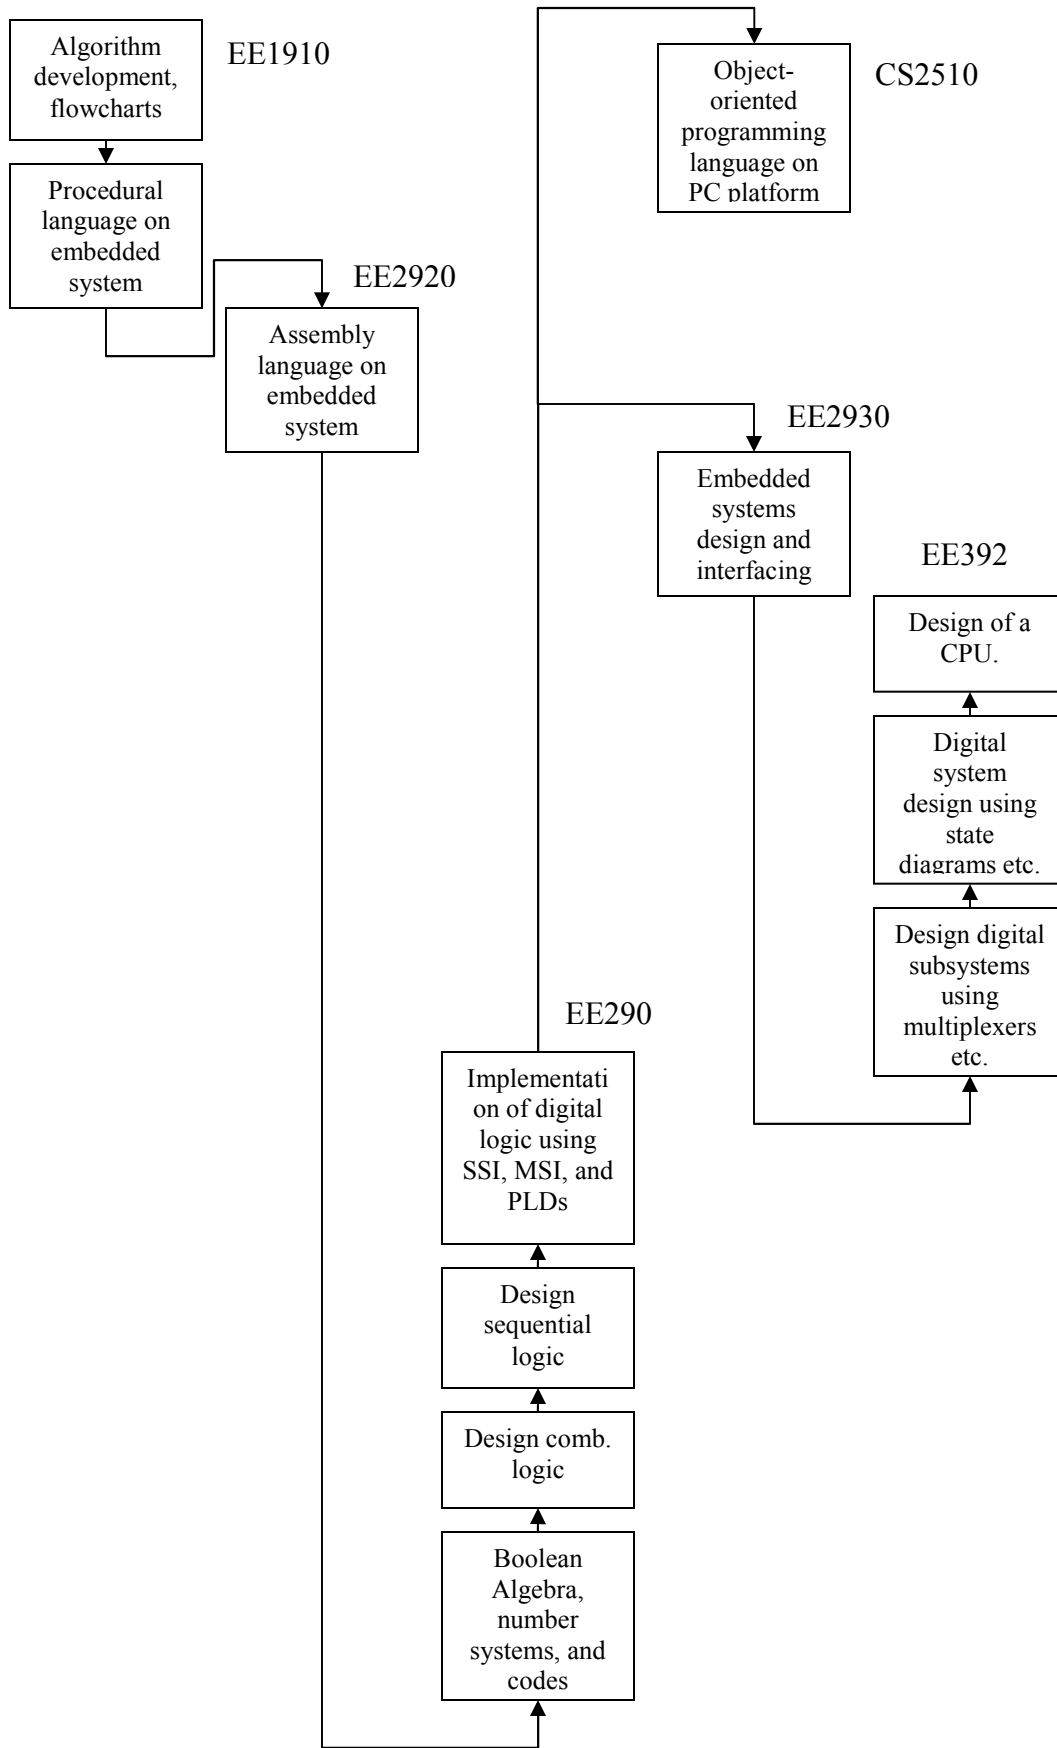 EE1910
Algorithm
development,
flowcharts
Procedural
language on
embedded
system
EE2920
Assembly
language on
embedded
system
EE290
Implementati
on of digital
logic using
SSI, MSI, and
PLDs
Design
sequential
logic
Design comb.
logic
Boolean
Algebra,
number
systems, and
codes
CS2510
Object-
oriented
programming
language on
PC platform
EE2930
Embedded
systems
design and
interfacing
EE392
Design of a
CPU.
Digital
system
design using
state
diagrams etc.
Design digital
subsystems
using
multiplexers
etc.